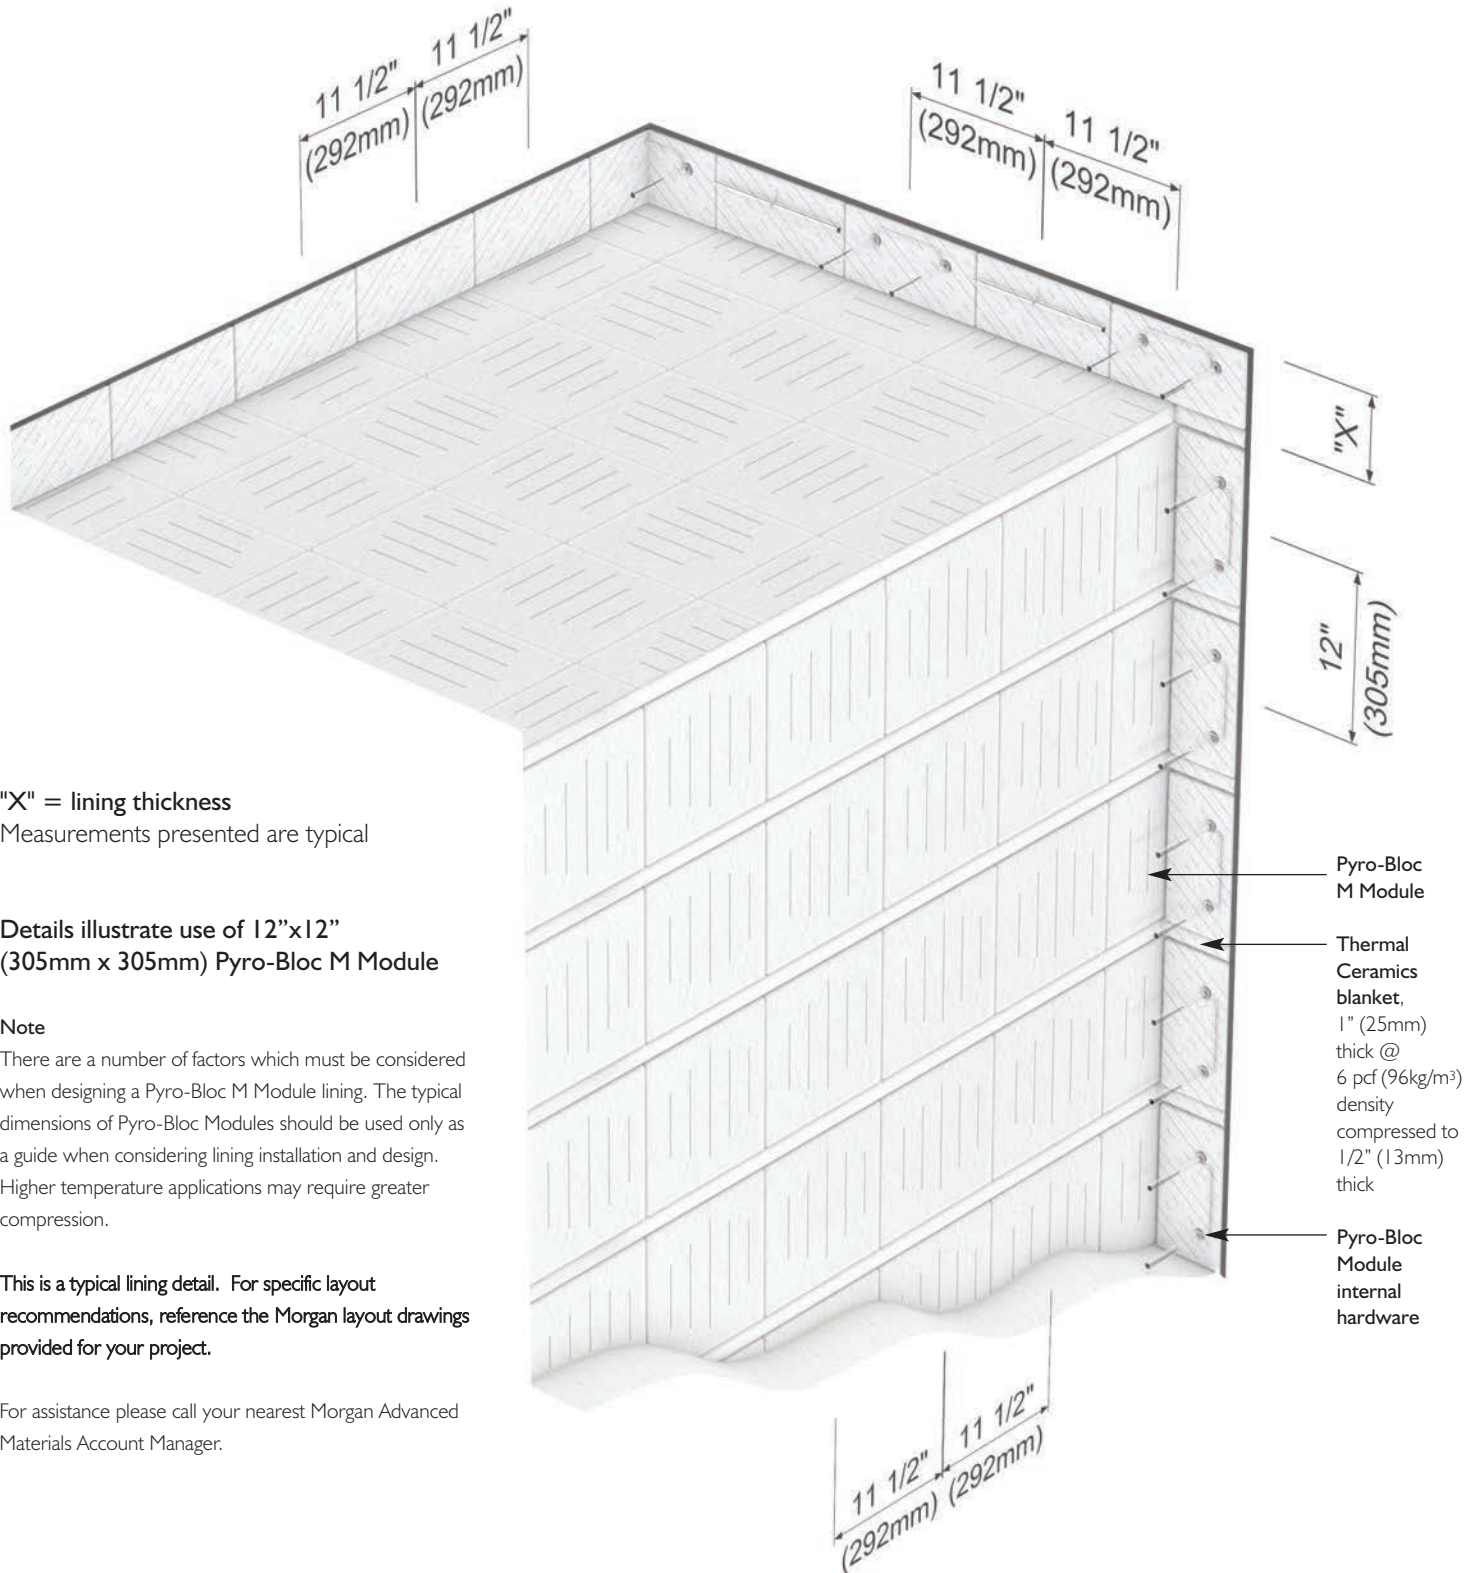 11 1/2"
(292mm)
11 1/2"
(292mm)
11 1/2"
(292mm)
11 1/2"
(292mm)
"X"
12"
(305mm)
"X" = lining thickness
Measurements presented are typical
Details illustrate use of 12”x12”
(305mm x 305mm) Pyro-Bloc M Module
Note
There are a number of factors which must be considered
when designing a Pyro-Bloc M Module lining. The typical
dimensions of Pyro-Bloc Modules should be used only as
a guide when considering lining installation and design.
Higher temperature applications may require greater
compression.
This is a typical lining detail. For specific layout
recommendations, reference the Morgan layout drawings
provided for your project.
For assistance please call your nearest Morgan Advanced
Materials Account Manager.
Pyro-Bloc
M Module
Thermal
Ceramics
blanket,
1” (25mm)
thick @
6 pcf (96kg/m³)
density
compressed to
1/2” (13mm)
thick
Pyro-Bloc
Module
internal
hardware
11 1/2"
(292mm)
11 1/2"
(292mm)